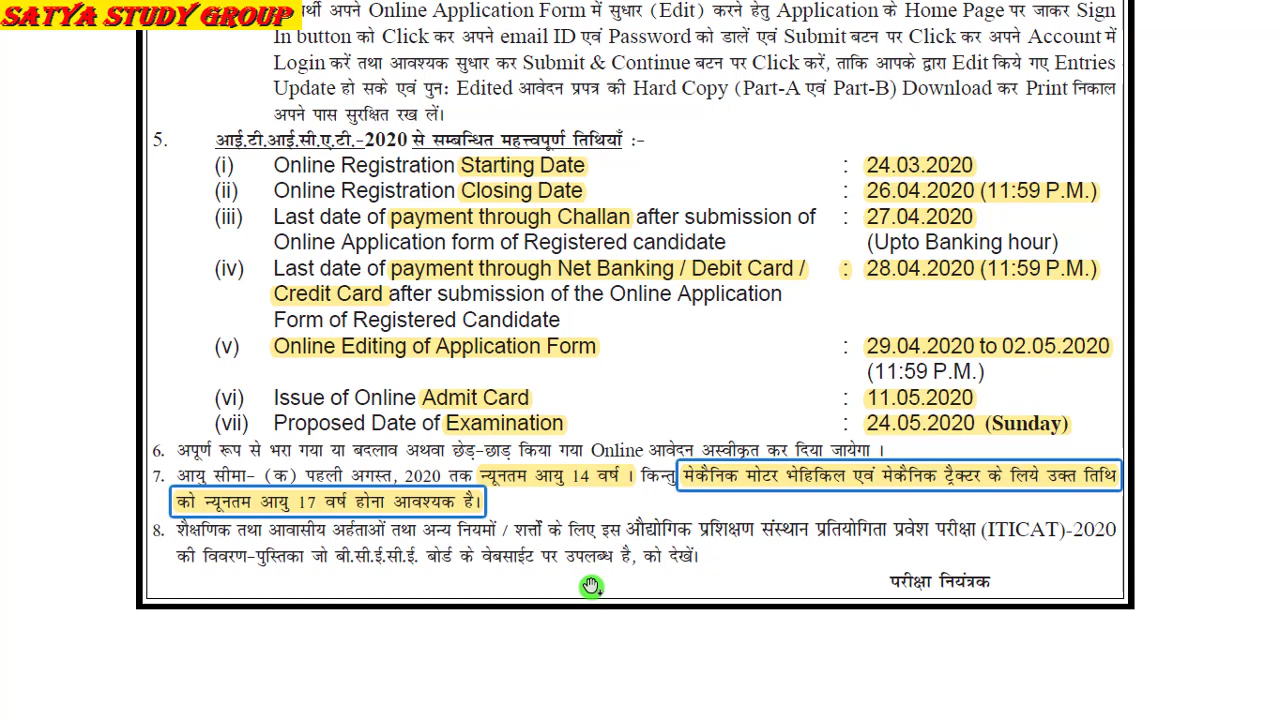 SATYA STUDY GROUP
अपने Online Application Form में सुधार (Edit) करने हेतु Application के Home Page पर जाकर Sign
In button को Click कर अपने email ID एवं Password को डालें एवं Submit बटन पर Click कर अपने Account में
Login करें तथा आवश्यक सुधार कर Submit & Continue बटन पर Click करें, ताकि आपके द्वारा Edit किये गए Entries
Update हो सके एवं पुन: Edited आवेदन प्रपत्र की Hard Copy (Part-A एवं Part-B) Download कर Print निकाल
अपने पास सुरक्षित रख लें।
5. आई.टी.आई.सी.ए.टी.-2020 से सम्बन्धित महत्त्वपूर्ण तिथियाँ :-
(i) Online Registration Starting Date : 24.03.2020
(ii) Online Registration Closing Date : 26.04.2020 (11:59 P.M.)
(iii) Last date of payment through Challan after submission of : 27.04.2020
Online Application form of Registered candidate (Upto Banking hour)
(iv) Last date of payment through Net Banking / Debit Card / : 28.04.2020 (11:59 P.M.)
Credit Card after submission of the Online Application
Form of Registered Candidate
(v) Online Editing of Application Form : 29.04.2020 to 02.05.2020
(11:59 P.M.)
(vi) Issue of Online Admit Card : 11.05.2020
(vii) Proposed Date of Examination : 24.05.2020 (Sunday)
6. अपूर्ण रूप से भरा गया या बदलाव अथवा छेड़-छाड़ किया गया Online आवेदन अस्वीकृत कर दिया जायेगा ।
7. आयु सीमा- (क) पहली अगस्त, 2020 तक न्यूनतम आयु 14 वर्ष । किन्तु मेकैनिक मोटर भेहिकिल एवं मेकैनिक ट्रैक्टर के लिये उक्त तिथि
को न्यूनतम आयु 17 वर्ष होना आवश्यक है।
8. शैक्षणिक तथा आवासीय अर्हताओं तथा अन्य नियमों / शर्त्तों के लिए इस औद्योगिक प्रशिक्षण संस्थान प्रतियोगिता प्रवेश परीक्षा (ITICAT)-2020
की विवरण-पुस्तिका जो बी.सी.ई.सी.ई. बोर्ड के वेबसाईट पर उपलब्ध है, को देखें।
परीक्षा नियंत्रक